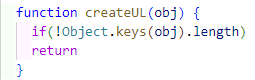 function createUL(obj) {
if(!Object.keys(obj).length)
return
}